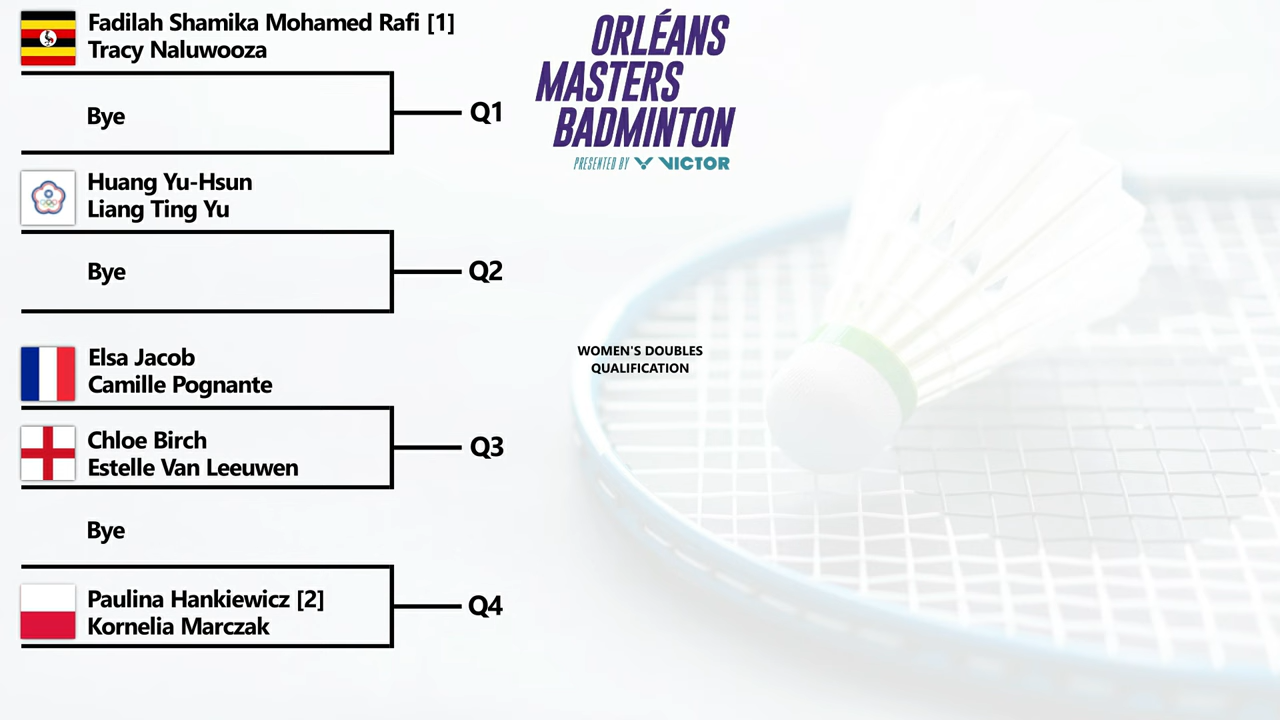 Fadilah Shamika Mohamed Rafi [1]
Tracy Naluwooza
Bye
Q1
Huang Yu-Hsun
Liang Ting Yu
Bye
Q2
Elsa Jacob
Camille Pognante
Chloe Birch
Estelle Van Leeuwen
Q3
Bye
Paulina Hankiewicz [2]
Kornelia Marczak
Q4
ORLÉANS
MASTERS
BADMINTON
PRESENTED BY VICTOR
WOMEN'S DOUBLES
QUALIFICATION